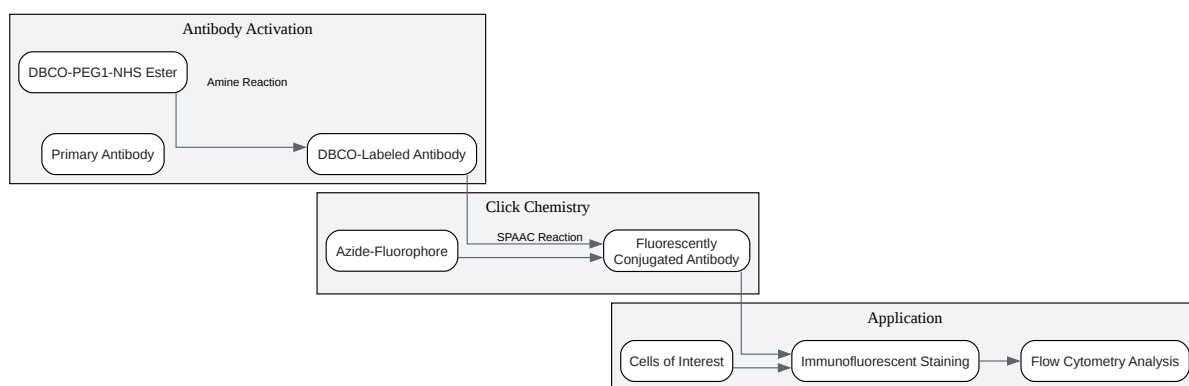 Antibody Activation
DBCO-PEG1-NHS Ester
Amine Reaction
Primary Antibody
DBCO-Labeled Antibody
Click Chemistry
Azide-Fluorophore
SPAAC Reaction
Fluorescently
Conjugated Antibody
Application
Cells of Interest
Immunofluorescent Staining
Flow Cytometry Analysis